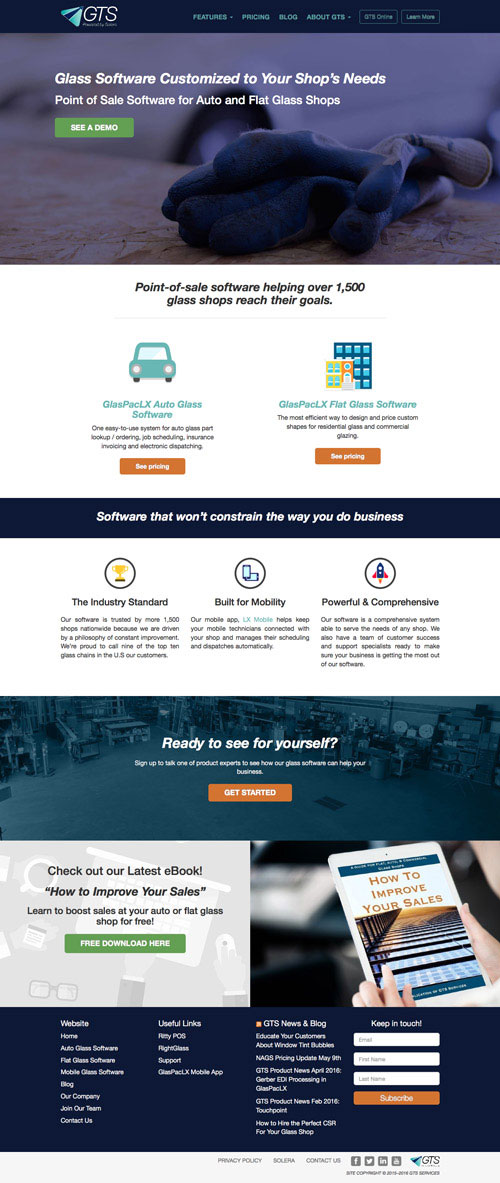 GTS
Powered by Solera
FEATURES PRICING BLOG ABOUT GTS GTS Online Learn More
Glass Software Customized to Your Shop's Needs
Point of Sale Software for Auto and Flat Glass Shops
SEE A DEMO
Point-of-sale software helping over 1,500
glass shops reach their goals.
GlasPacLX Auto Glass
Software
One easy-to-use system for auto glass part
lookup / ordering, job scheduling, insurance
invoicing and electronic dispatching.
See pricing
GlasPacLX Flat Glass Software
The most efficient way to design and price custom
shapes for residential glass and commercial
glazing.
See pricing
Software that won't constrain the way you do business
The Industry Standard
Our software is trusted by more 1,500
shops nationwide because we are driven
by a philosophy of constant improvement.
We're proud to call nine of the top ten
glass chains in the U.S our customers.
Built for Mobility
Our mobile app, LX Mobile helps keep
your mobile technicians connected with
your shop and manages their scheduling
and dispatches automatically.
Powerful & Comprehensive
Our software is a comprehensive system
able to serve the needs of any shop. We
also have a team of customer success
and support specialists ready to make
sure your business is getting the most out
of our software.
Ready to see for yourself?
Sign up to talk one of product experts to see how our glass software can help your
business.
GET STARTED
Check out our Latest eBook!
“How to Improve Your Sales”
Learn to boost sales at your auto or flat glass
shop for free!
FREE DOWNLOAD HERE
A GUIDE FOR FLAT, AUTO, & COMMERCIAL
GLASS SHOPS
HOW TO
IMPROVE
YOUR SALES
PUBLICATION OF GTS SERVICES
Website
Home
Auto Glass Software
Flat Glass Software
Mobile Glass Software
Blog
Our Company
Join Our Team
Contact Us
Useful Links
Ritty POS
RightGlass
Support
GlasPacLX Mobile App
GTS News & Blog
Educate Your Customers
About Window Tint Bubbles
NAGS Pricing Update May 9th
GTS Product News April 2016:
Gerber EDI Processing in
GlasPacLX
GTS Product News Feb 2016:
Touchpoint
How to Hire the Perfect CSR
For Your Glass Shop
Keep in touch!
Email
First Name
Last Name
Subscribe
PRIVACY POLICY SOLERA CONTACT US
GTS
SITE COPYRIGHT © 2015-2016 GTS SERVICES